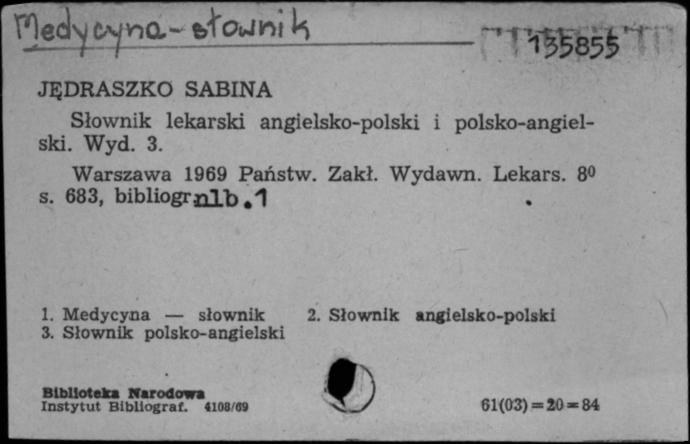 Medycyna-słownik
135855
JĘDRASZKO SABINA
Słownik lekarski angielsko-polski i polsko-angiel-
ski. Wyd. 3.
Warszawa 1969 Państw. Zakł. Wydawn. Lekars. 8⁰
s. 683, bibliogr nlb.1
1. Medycyna — słownik 2. Słownik angielsko-polski
3. Słownik polsko-angielski
Biblioteka Narodowa
Instytut Bibliograf. 4108/69
61(03)=20=84